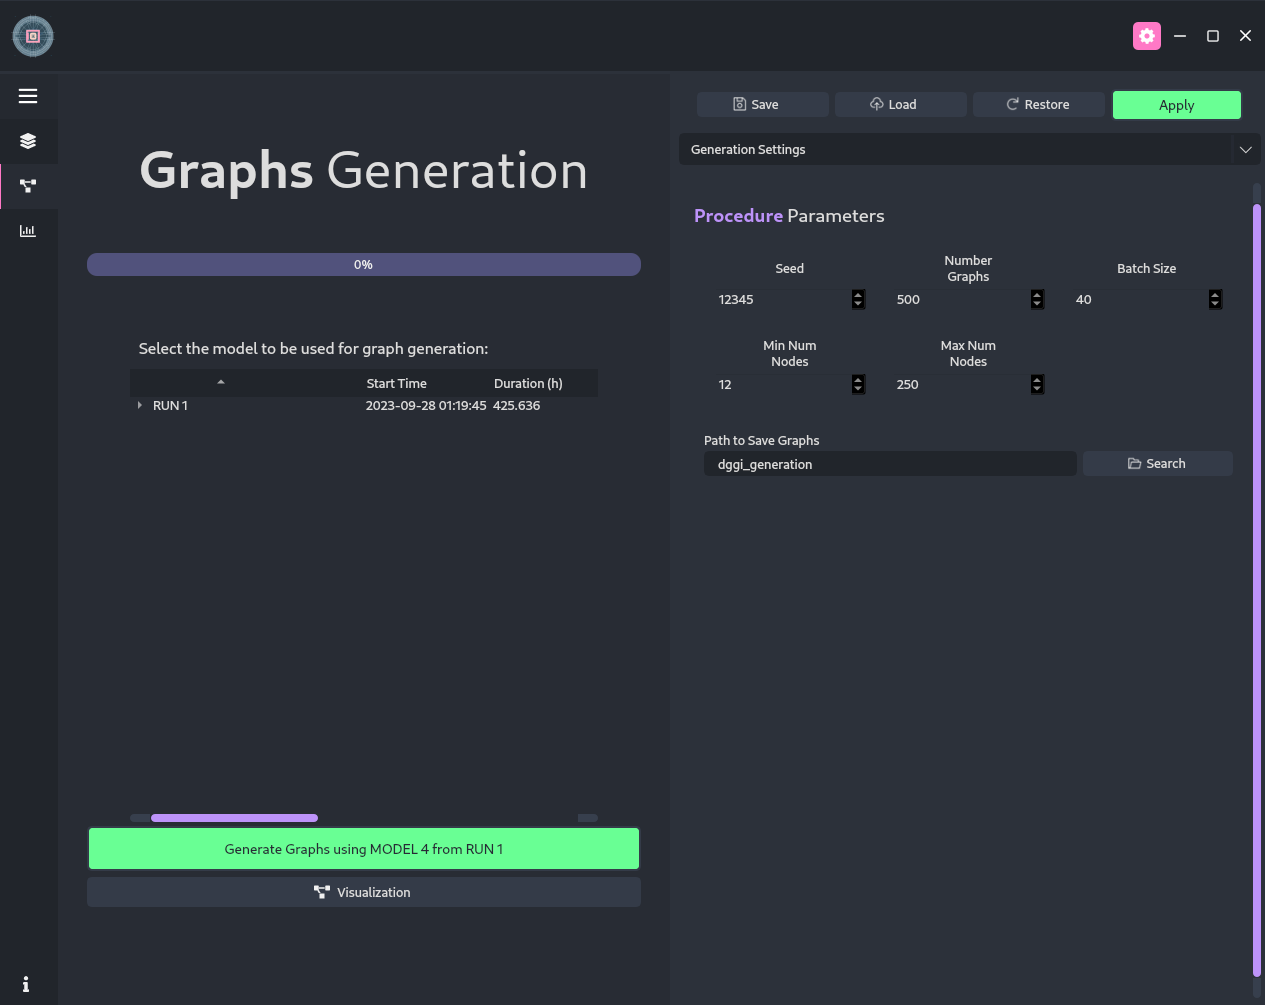 Save
Load
Restore
Apply
Generation Settings
Graphs Generation
0%
Select the model to be used for graph generation:
Start Time Duration (h)
RUN 1 2023-09-28 01:19:45 425.636
Generate Graphs using MODEL 4 from RUN 1
Visualization
Procedure Parameters
Seed
12345
Number
Graphs
500
Batch Size
40
Min Num
Nodes
12
Max Num
Nodes
250
Path to Save Graphs
dggi_generation
Search